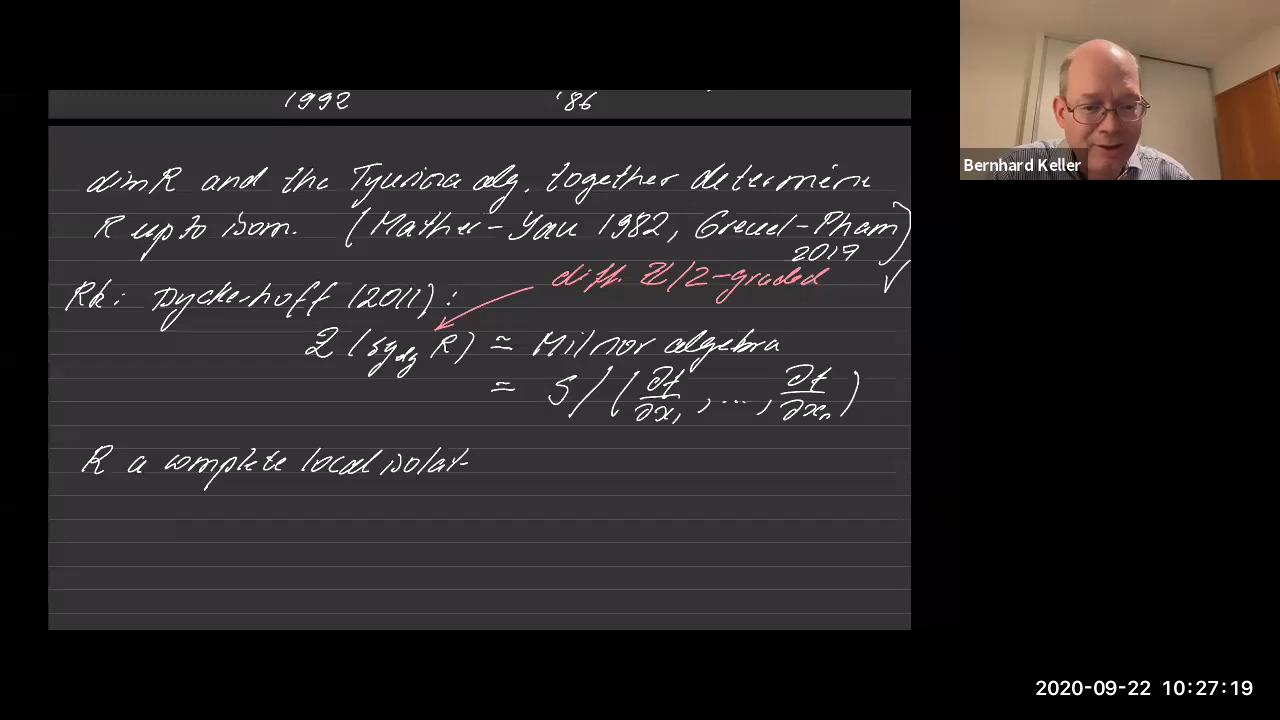 1992 '86
dim R and the Tyurina alg. together determine
R up to isom. (Mather-Yau 1982, Greuel-Pham
2019)
diff. Z/2-graded
Rk: Dyckerhoff (2011):
Z(sg_dg R) ≃ Milnor algebra
= S/(∂f/∂x₁, ..., ∂f/∂xₙ)
R a complete local isolat
Bernhard Keller
2020-09-22 10:27:19